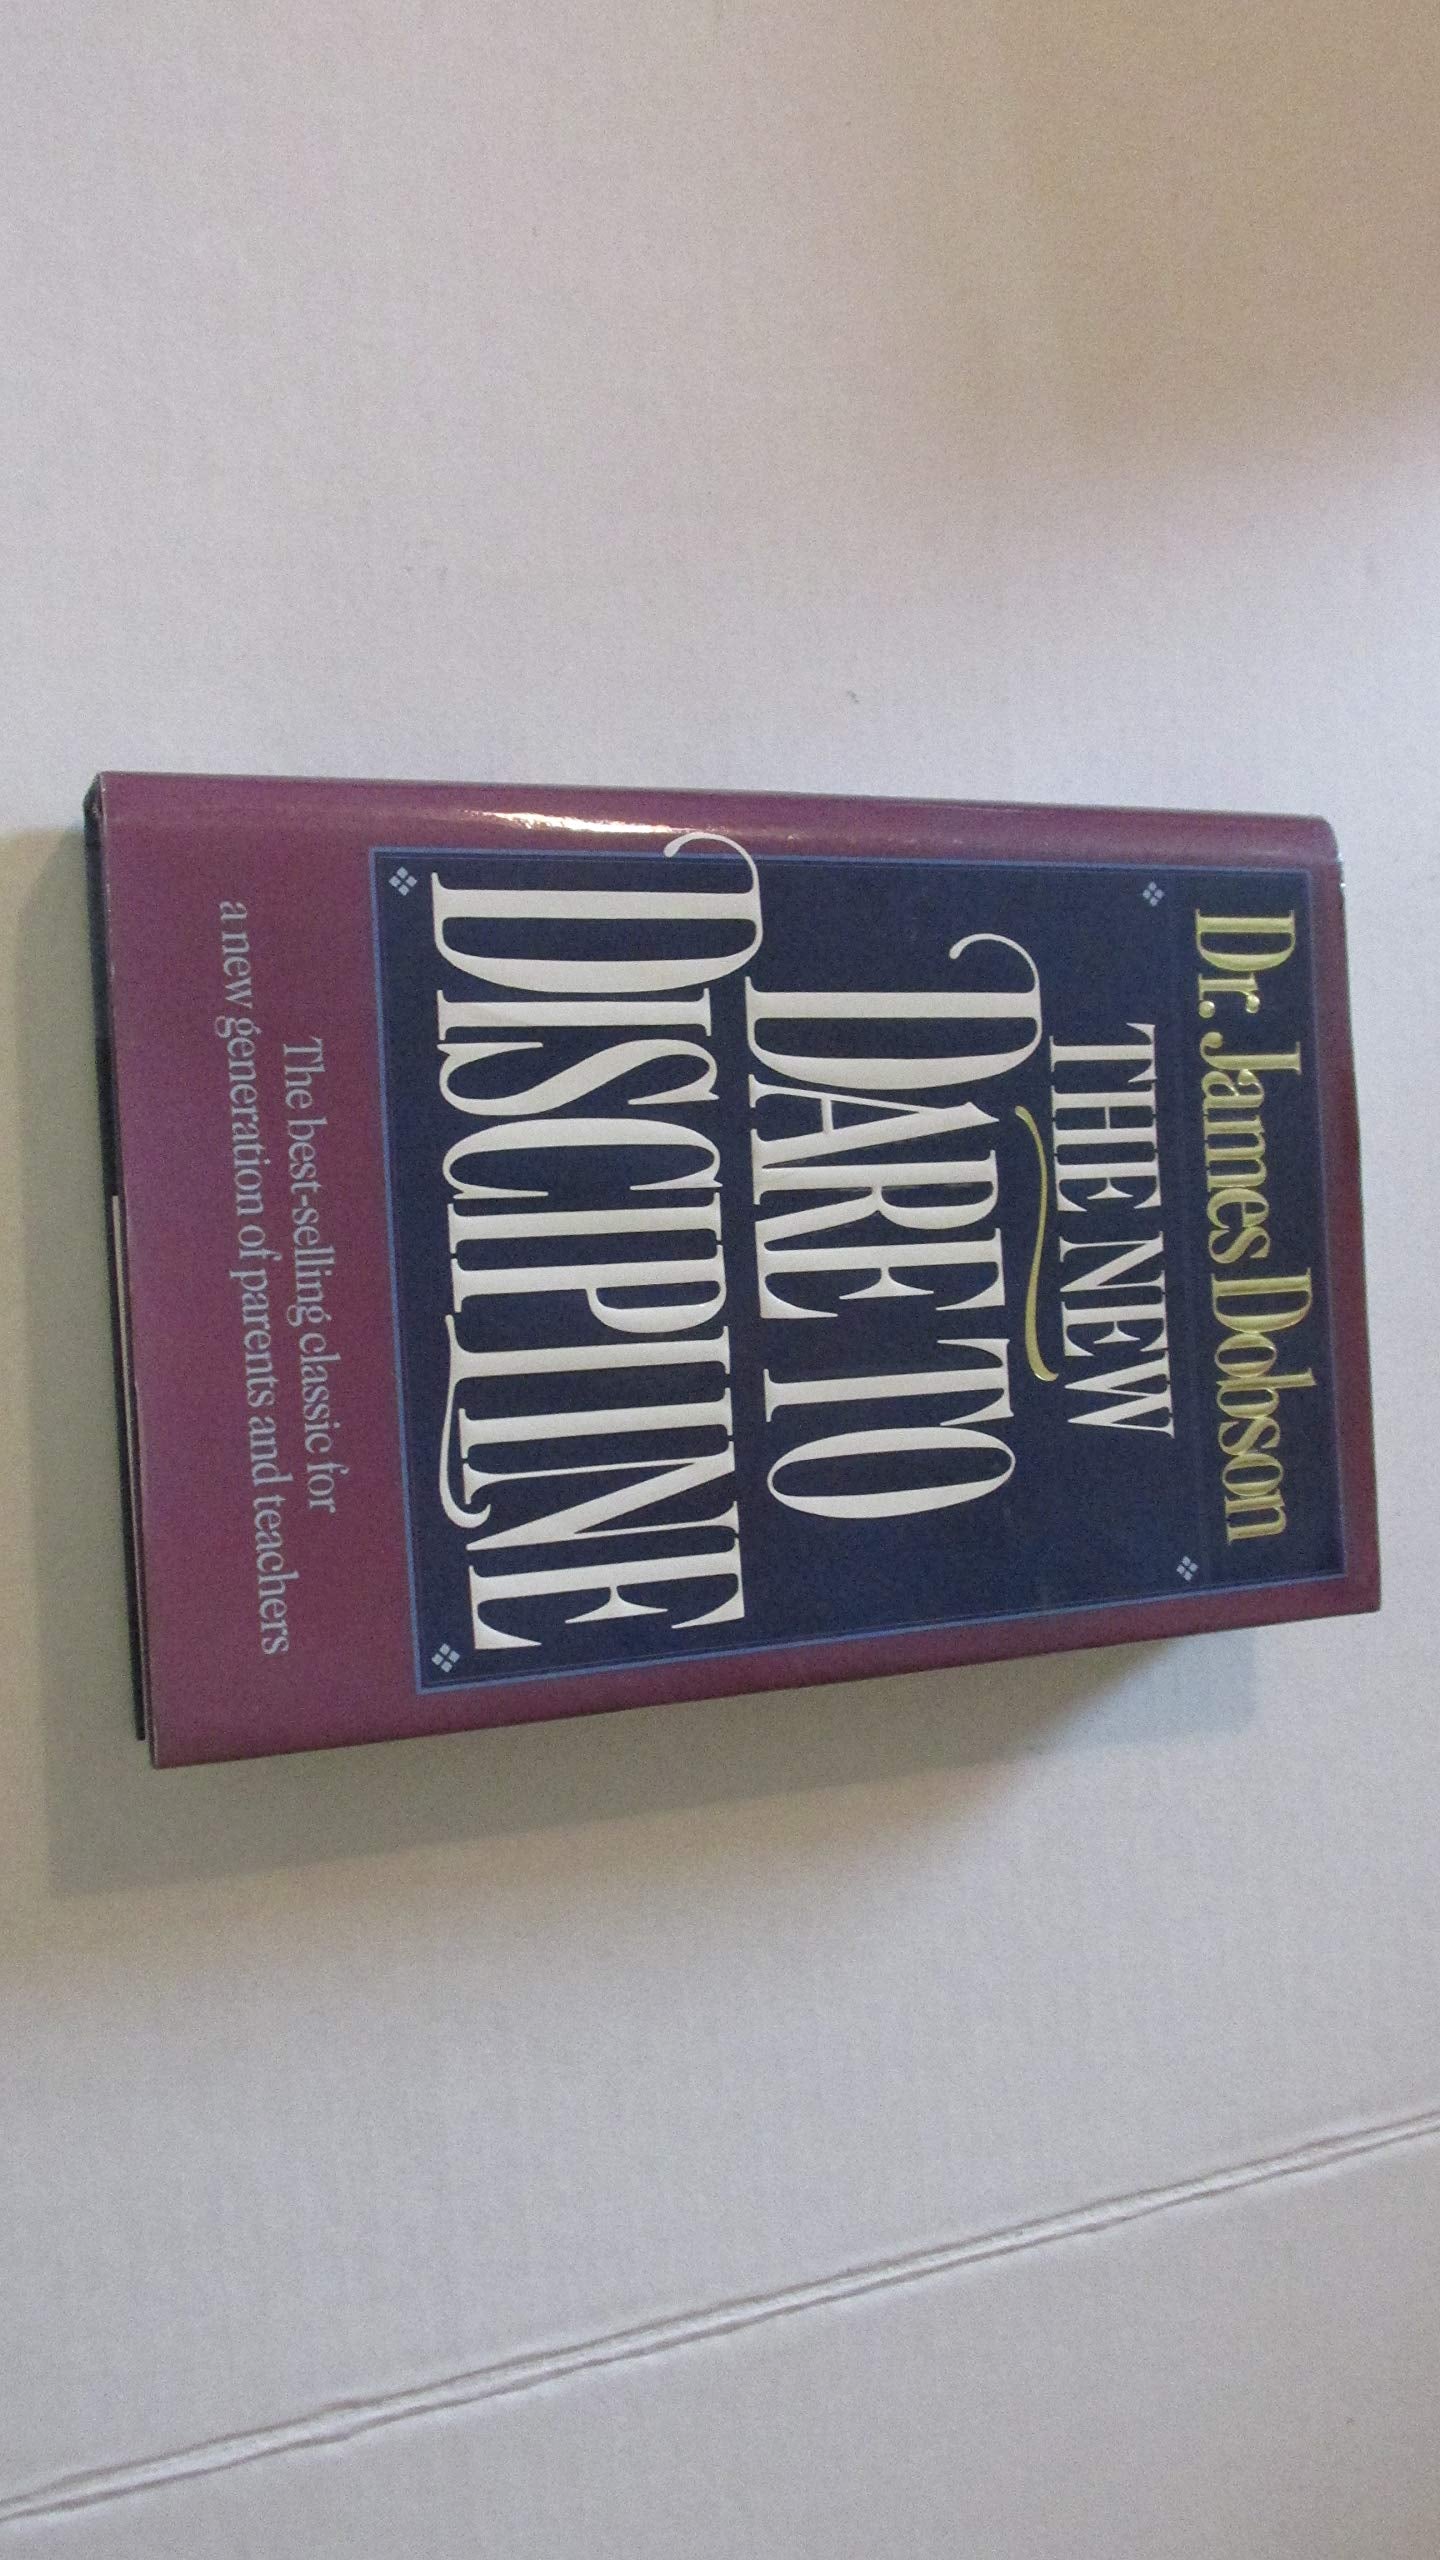 Dr. James Dobson
THE NEW
DARE TO
DISCIPLINE
The best-selling classic for
a new generation of parents and teachers